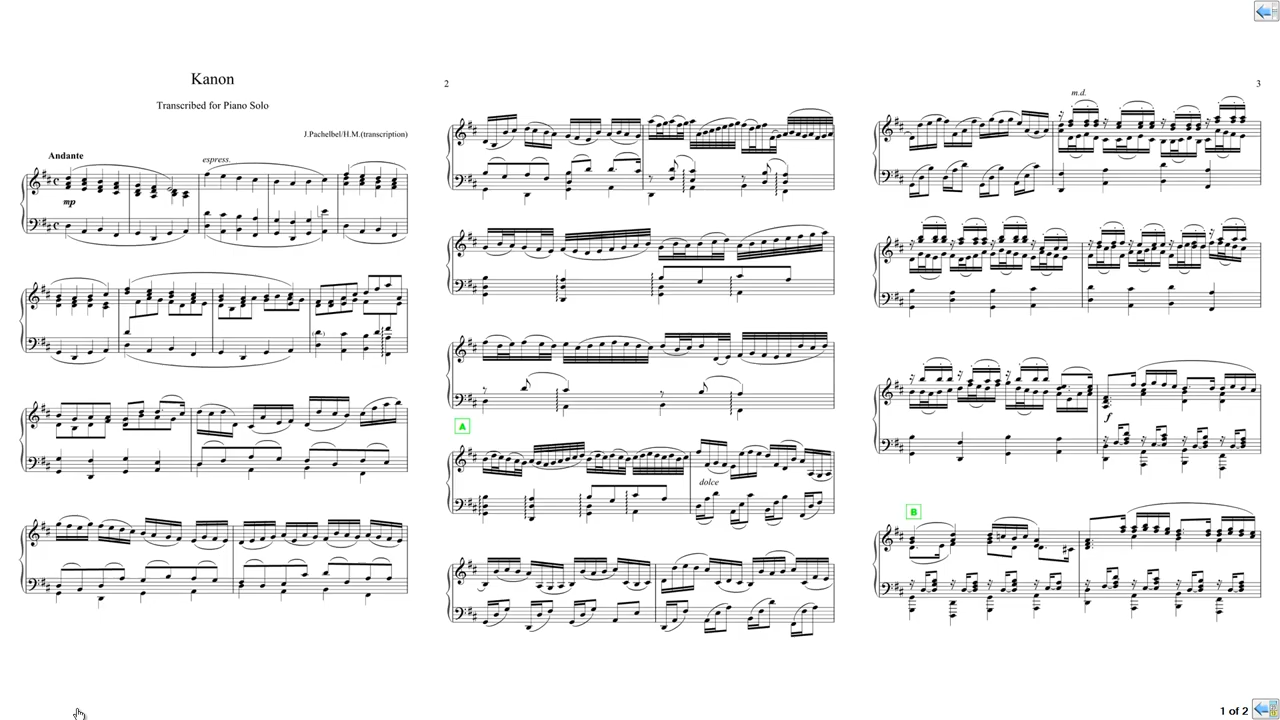 Kanon
Transcribed for Piano Solo
J.Pachelbel/H.M.(transcription)
Andante
espress.
mp
2
A
dolce
3
m.d.
f
B
1 of 2